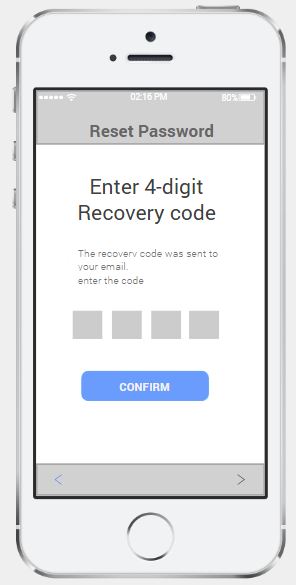 02:16 PM 80%
Reset Password
Enter 4-digit
Recovery code
The recovery code was sent to
your email.
enter the code
CONFIRM
< >